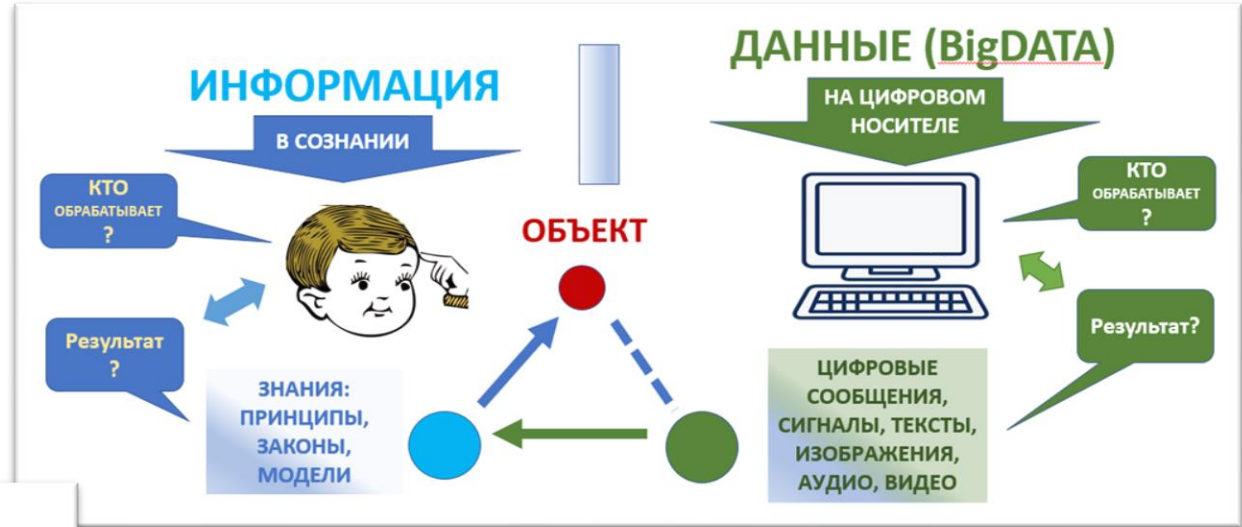 ИНФОРМАЦИЯ
В СОЗНАНИИ
КТО
ОБРАБАТЫВАЕТ
?
Результат
?
ЗНАНИЯ:
ПРИНЦИПЫ,
ЗАКОНЫ,
МОДЕЛИ
ОБЪЕКТ
ДАННЫЕ (BigDATA)
НА ЦИФРОВОМ
НОСИТЕЛЕ
КТО
ОБРАБАТЫВАЕТ
?
Результат?
ЦИФРОВЫЕ
СООБЩЕНИЯ,
СИГНАЛЫ, ТЕКСТЫ,
ИЗОБРАЖЕНИЯ,
АУДИО, ВИДЕО